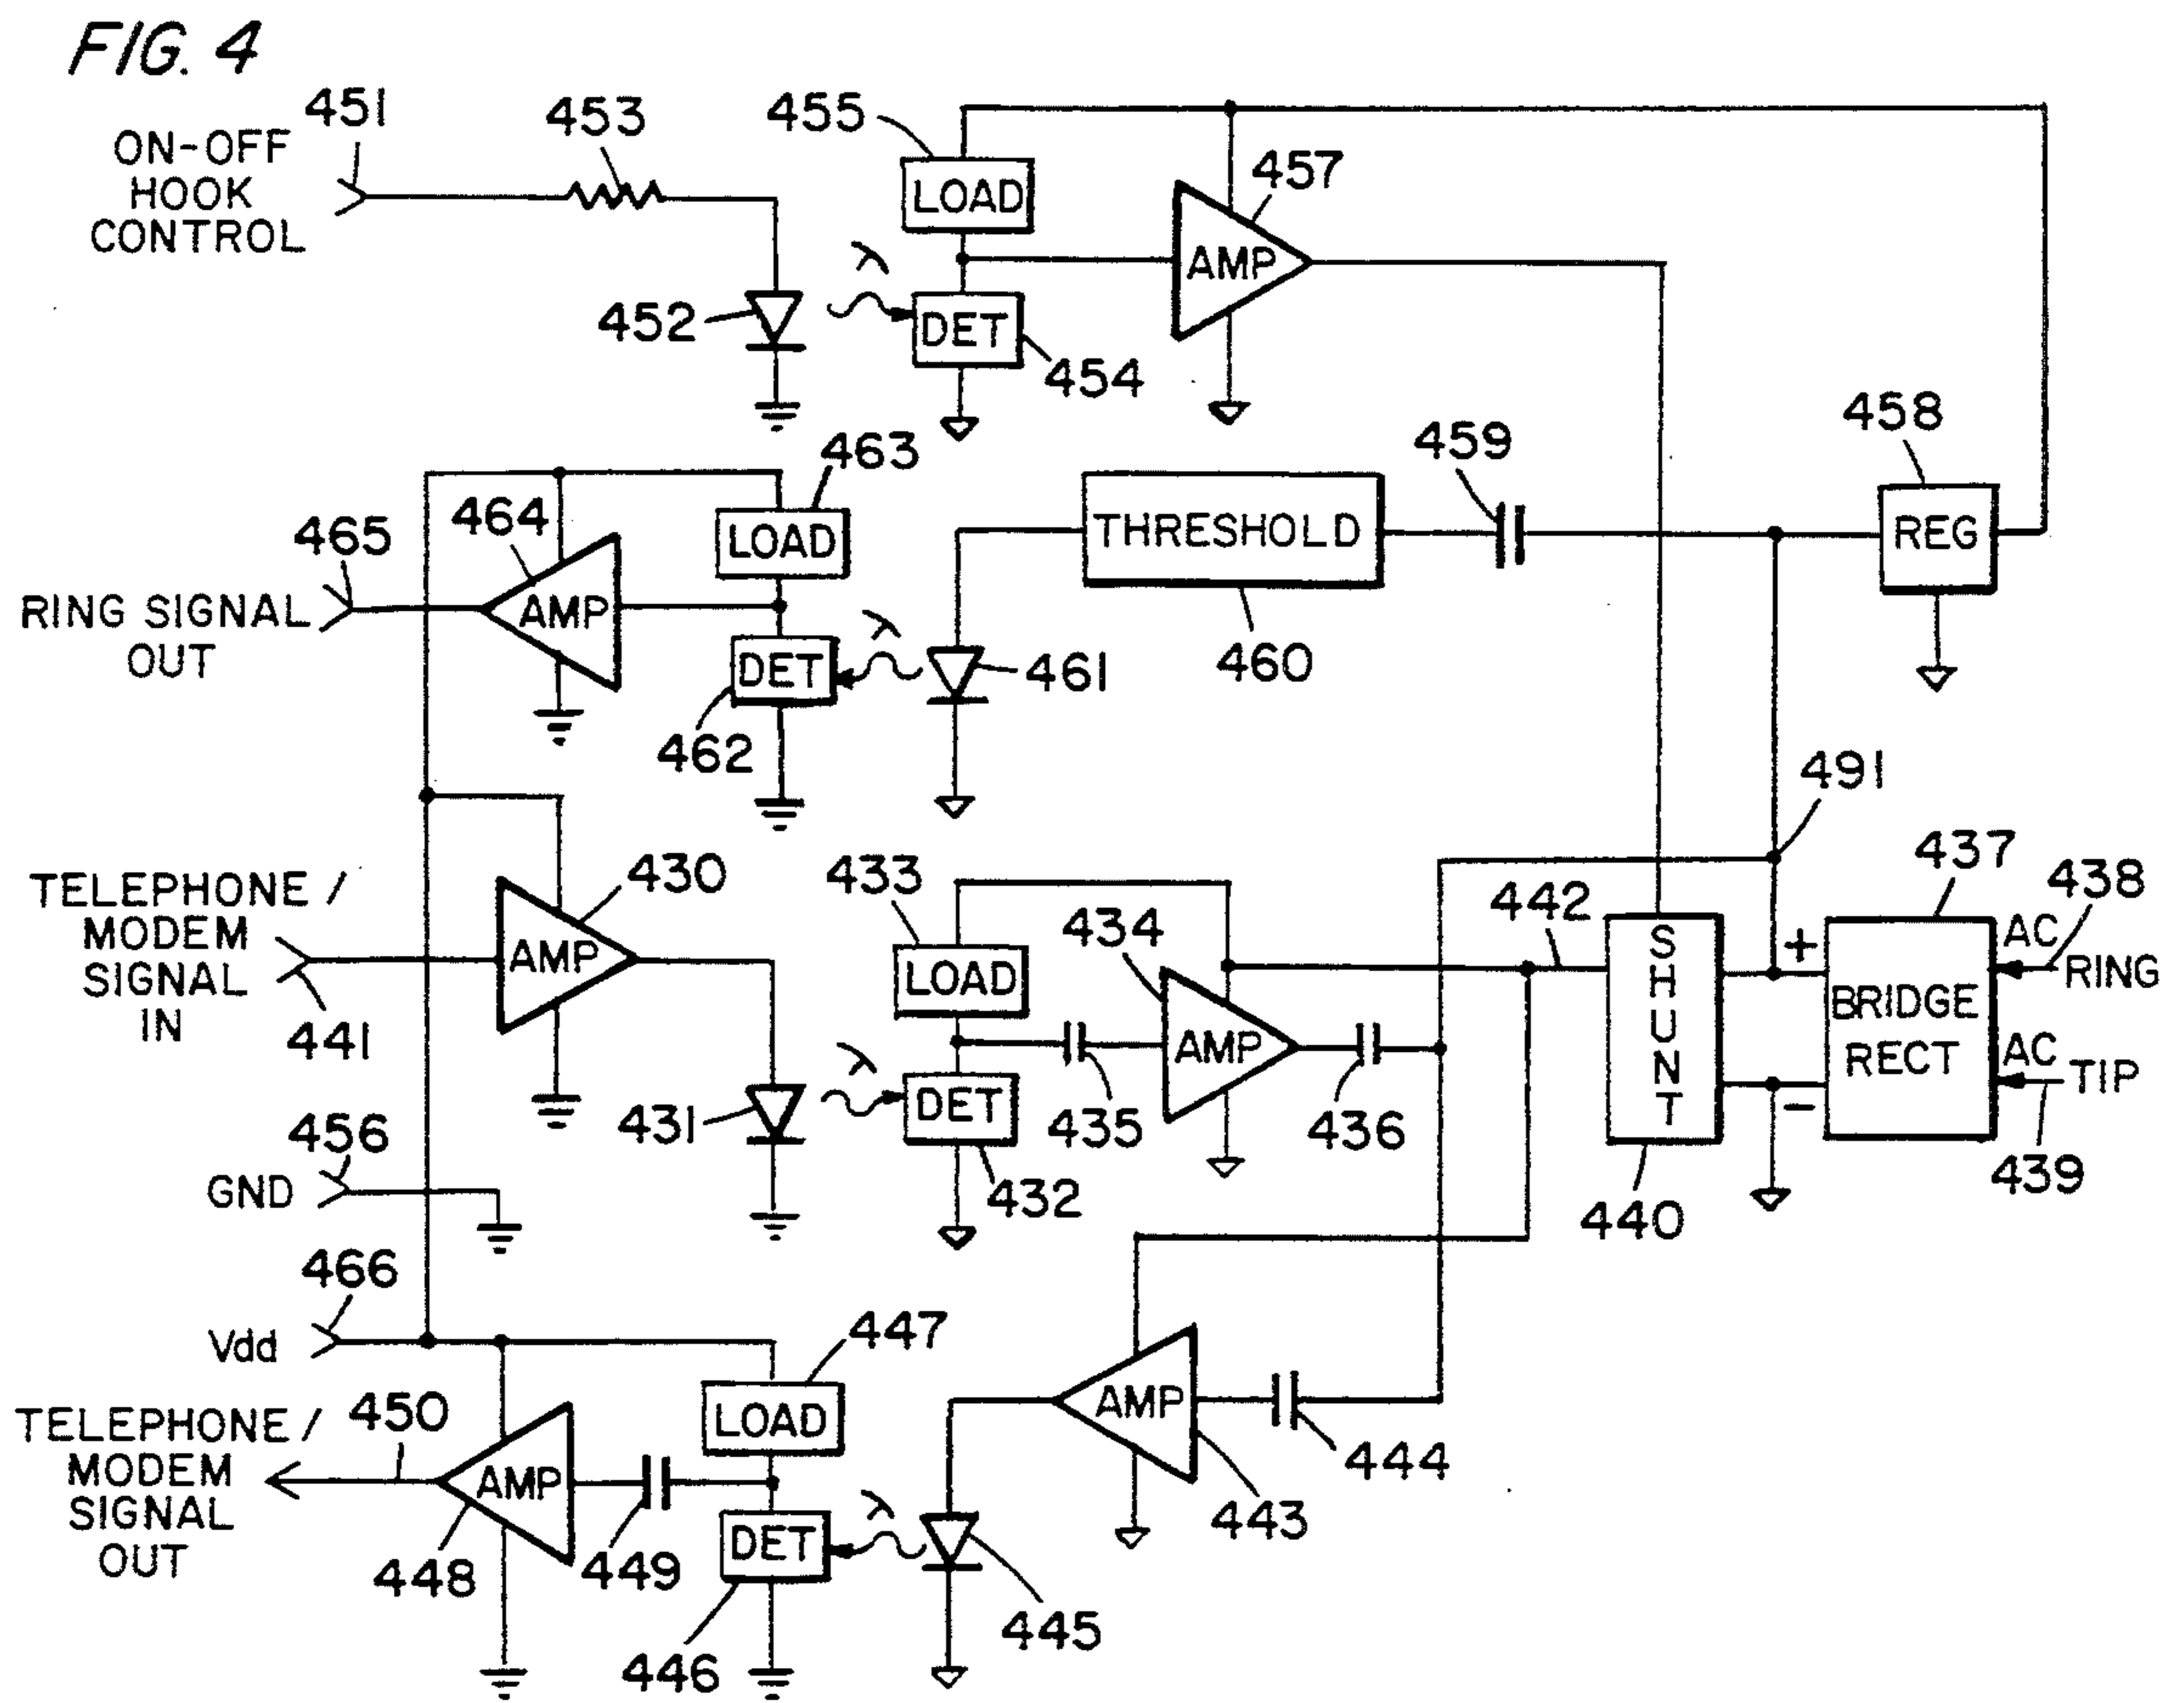 FIG. 4
451
453
455
457
ON-OFF
HOOK
CONTROL
LOAD
AMP
λ
452
DET
454
458
463
459
465
464
LOAD
THRESHOLD
REG
RING SIGNAL
OUT
AMP
λ
DET
461
460
462
491
437
438
TELEPHONE /
MODEM
SIGNAL
IN
430
433
434
442
AC
RING
AMP
LOAD
SHUNT
+
BRIDGE
RECT
441
AMP
AC
TIP
λ
431
DET
435
436
–
456
432
439
GND
440
466
447
Vdd
450
LOAD
AMP
TELEPHONE /
MODEM
SIGNAL
OUT
AMP
444
λ
DET
443
448
449
445
446